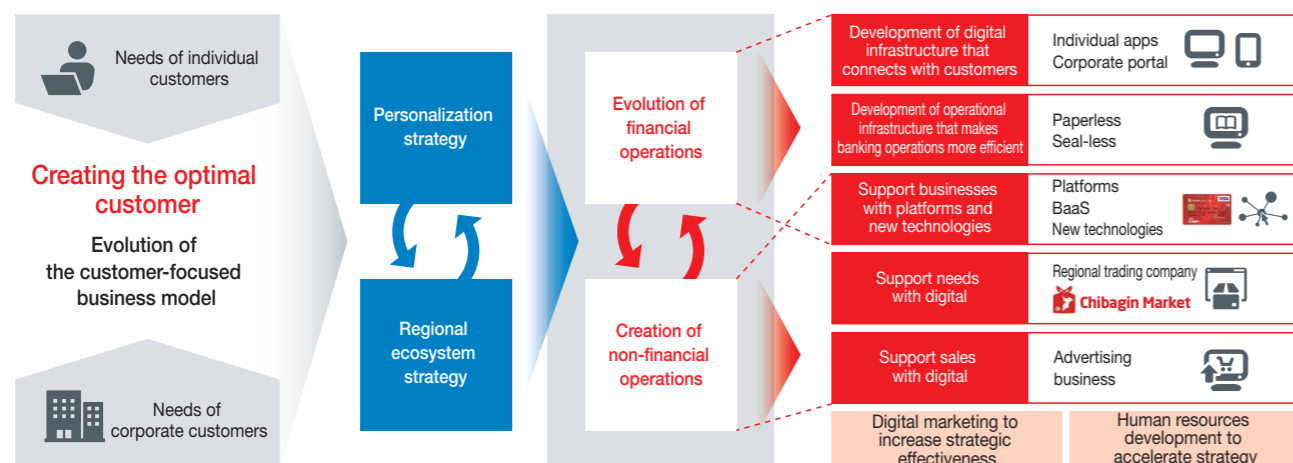 Needs of individual
customers
Creating the optimal
customer
Evolution of
the customer-focused
business model
Needs of
corporate customers
Personalization
strategy
Regional
ecosystem
strategy
Evolution of
financial
operations
Creation of
non-financial
operations
Development of digital
infrastructure that
connects with customers
Individual apps
Corporate portal
Development of operational
infrastructure that makes
banking operations more efficient
Paperless
Seal-less
Support businesses
with platforms and
new technologies
Platforms
BaaS
New technologies
Support needs
with digital
Regional trading company
Chibagin Market
Support sales
with digital
Advertising
business
Digital marketing to
increase strategic
effectiveness
Human resources
development to
accelerate strategy